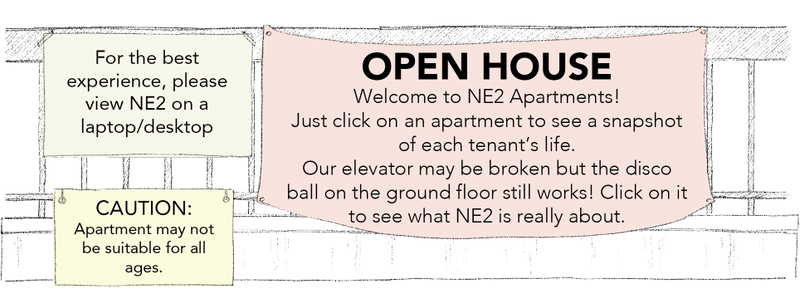 For the best
experience, please
view NE2 on a
laptop/desktop
CAUTION:
Apartment may not
be suitable for all
ages.
OPEN HOUSE
Welcome to NE2 Apartments!
Just click on an apartment to see a snapshot
of each tenant's life.
Our elevator may be broken but the disco
ball on the ground floor still works! Click on it
to see what NE2 is really about.